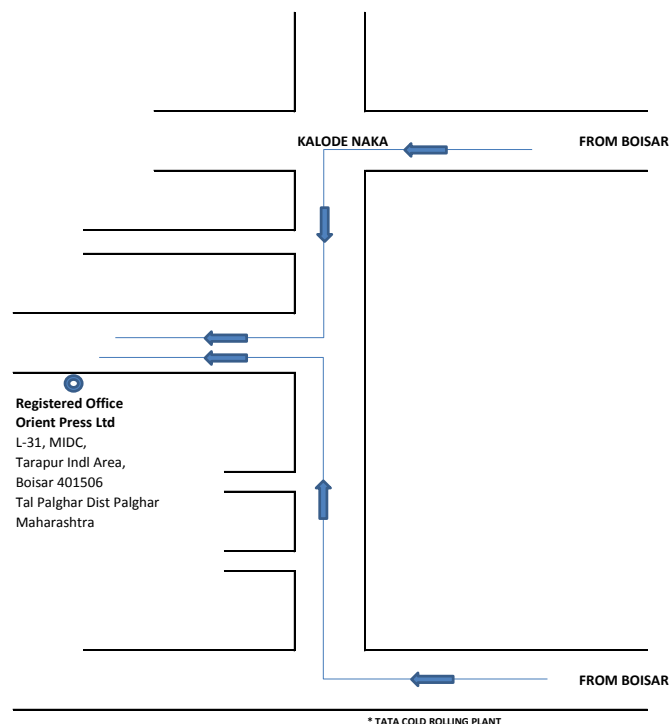 KALODE NAKA
FROM BOISAR
Registered Office
Orient Press Ltd
L-31, MIDC,
Tarapur Indl Area,
Boisar 401506
Tal Palghar Dist Palghar
Maharashtra
FROM BOISAR
* TATA COLD ROLLING PLANT